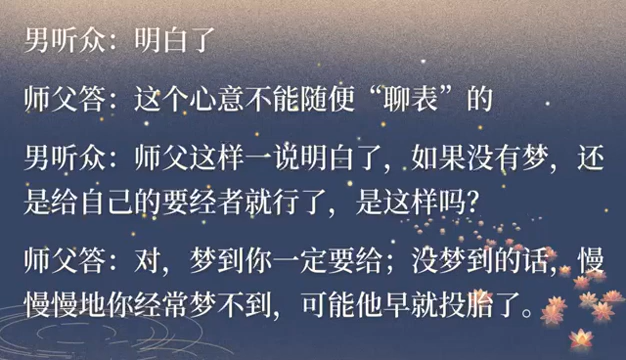 男听众：明白了
师父答：这个心意不能随便“聊表”的
男听众：师父这样一说明白了，如果没有梦，还
是给自己的要经者就行了，是这样吗？
师父答：对，梦到你一定要给；没梦到的话，慢
慢慢地你经常梦不到，可能他早就投胎了。